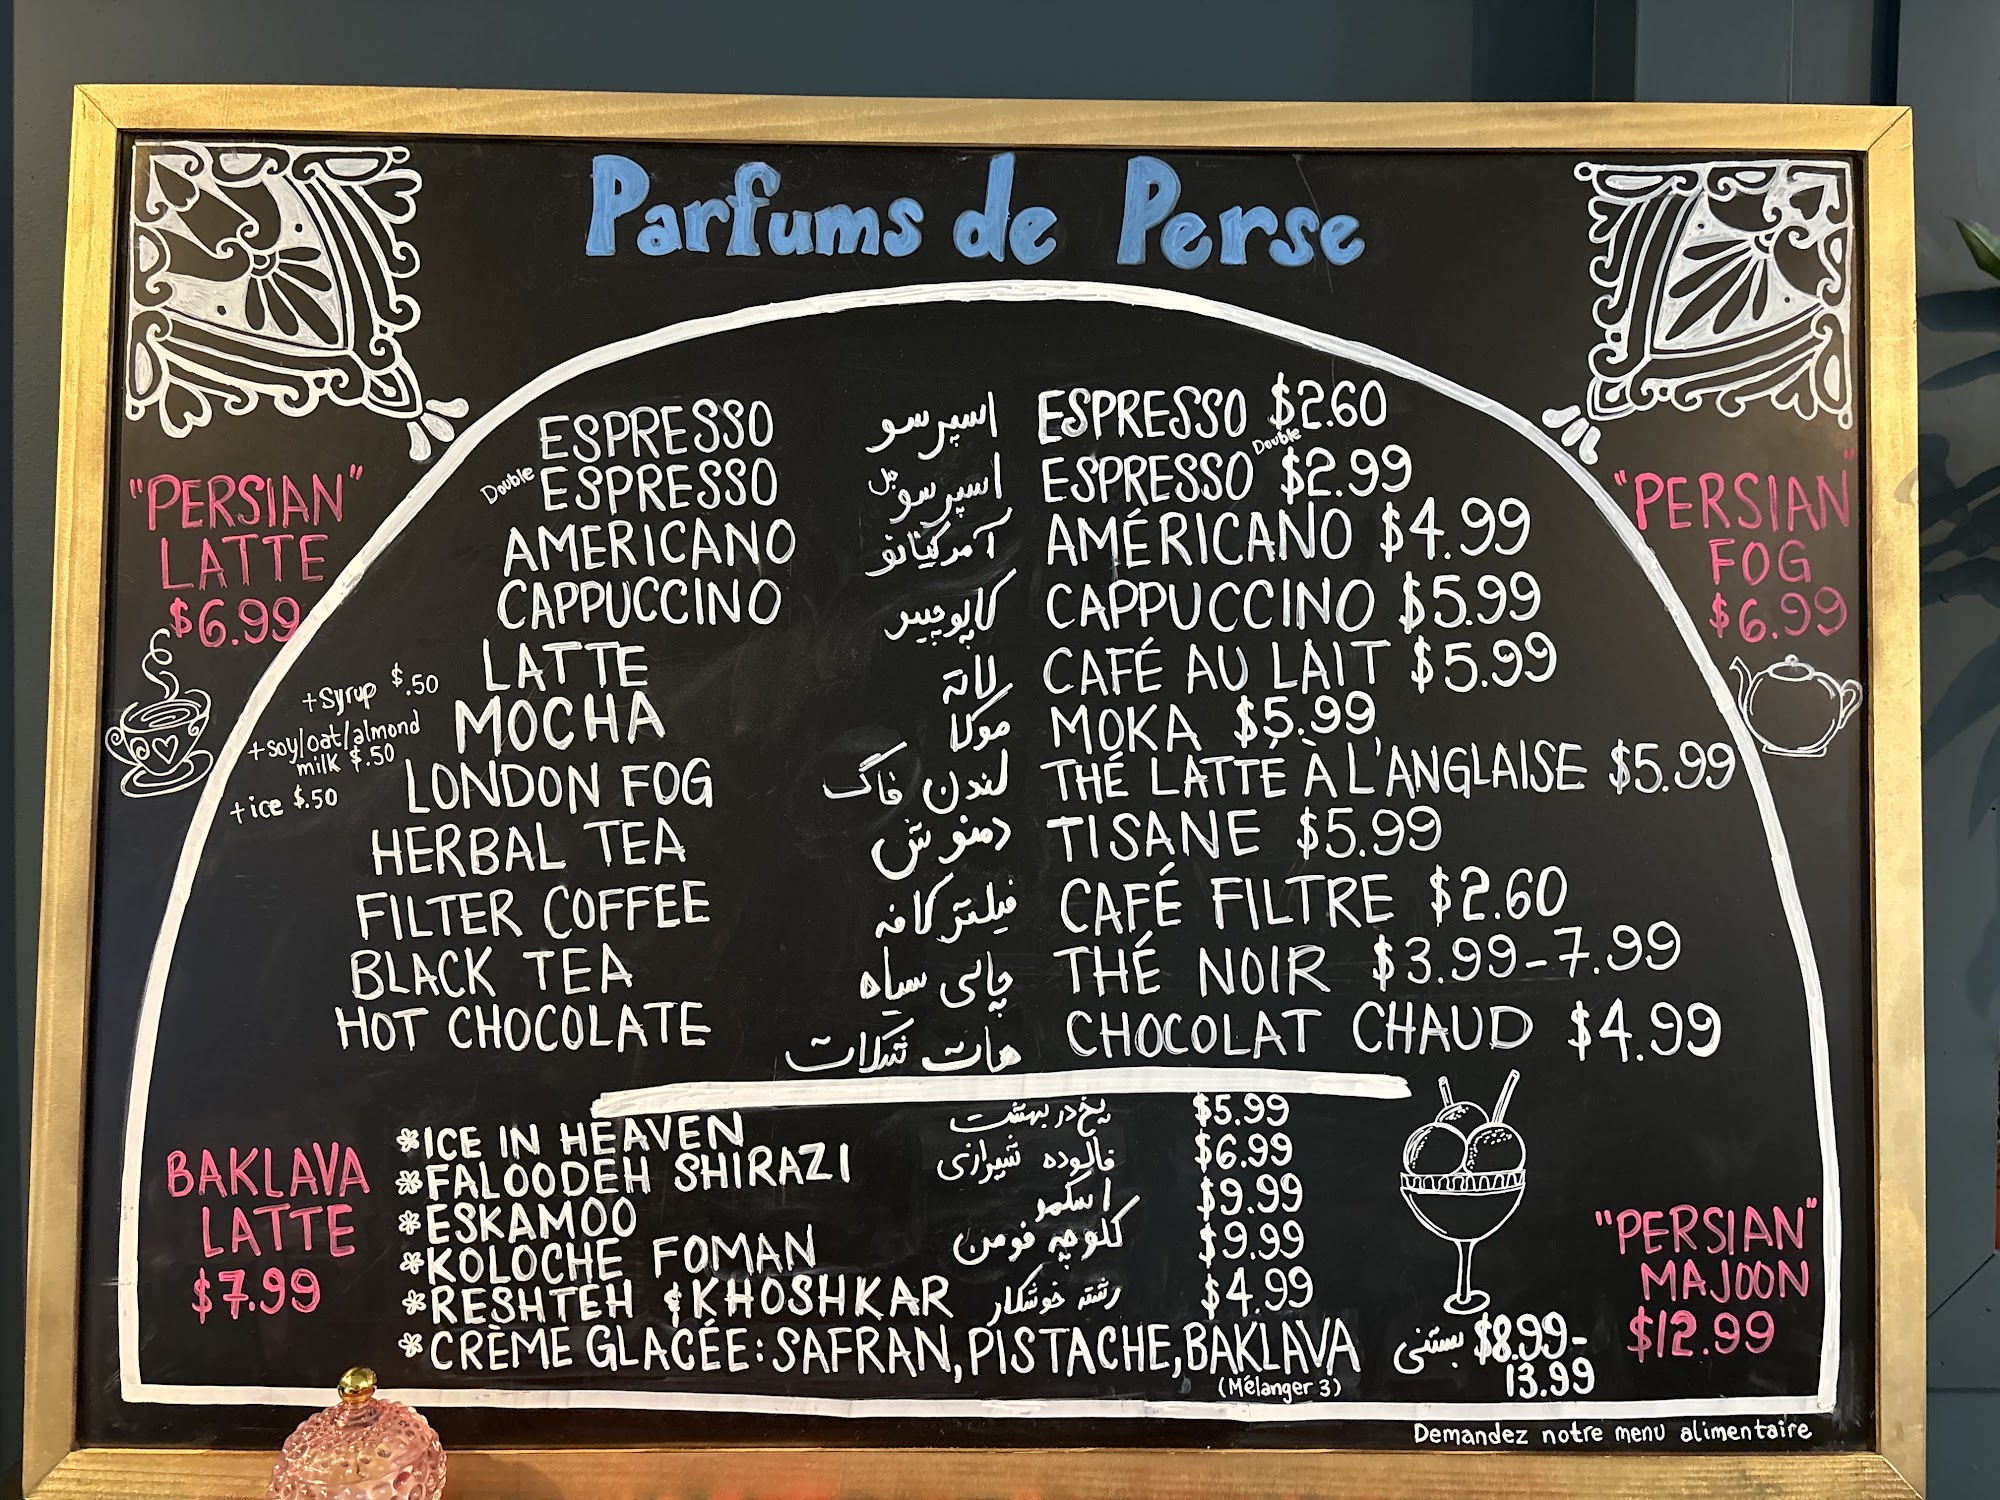 Parfums de Perse
"PERSIAN"
LATTE
$6.99
"PERSIAN"
FOG
$6.99
ESPRESSO اسپرسو ESPRESSO $2.60
Double ESPRESSO اسپرسو دبل ESPRESSO Double $2.99
AMERICANO آمریکانو AMÉRICANO $4.99
CAPPUCCINO کاپوچینو CAPPUCCINO $5.99
LATTE لاته CAFÉ AU LAIT $5.99
MOCHA موکا MOKA $5.99
LONDON FOG لندن فاگ THÉ LATTÉ À L'ANGLAISE $5.99
HERBAL TEA دمنوش TISANE $5.99
FILTER COFFEE فیلتر کافه CAFÉ FILTRE $2.60
BLACK TEA چای سیاه THÉ NOIR $3.99-7.99
HOT CHOCOLATE هات شکلات CHOCOLAT CHAUD $4.99
+syrup $.50
+soy/oat/almond
milk $.50
+ice $.50
*ICE IN HEAVEN یخ در بهشت $5.99
*FALOODEH SHIRAZI فالوده شیرازی $6.99
*ESKAMOO اسکمو $9.99
*KOLOCHE FOMAN کلوچه فومن $9.99
*RESHTEH & KHOSHKAR رشته خوشکار $4.99
*CRÈME GLACÉE: SAFRAN, PISTACHE, BAKLAVA بستنی $8.99-
13.99
(Mélanger 3)
BAKLAVA
LATTE
$7.99
"PERSIAN"
MAJOON
$12.99
Demandez notre menu alimentaire